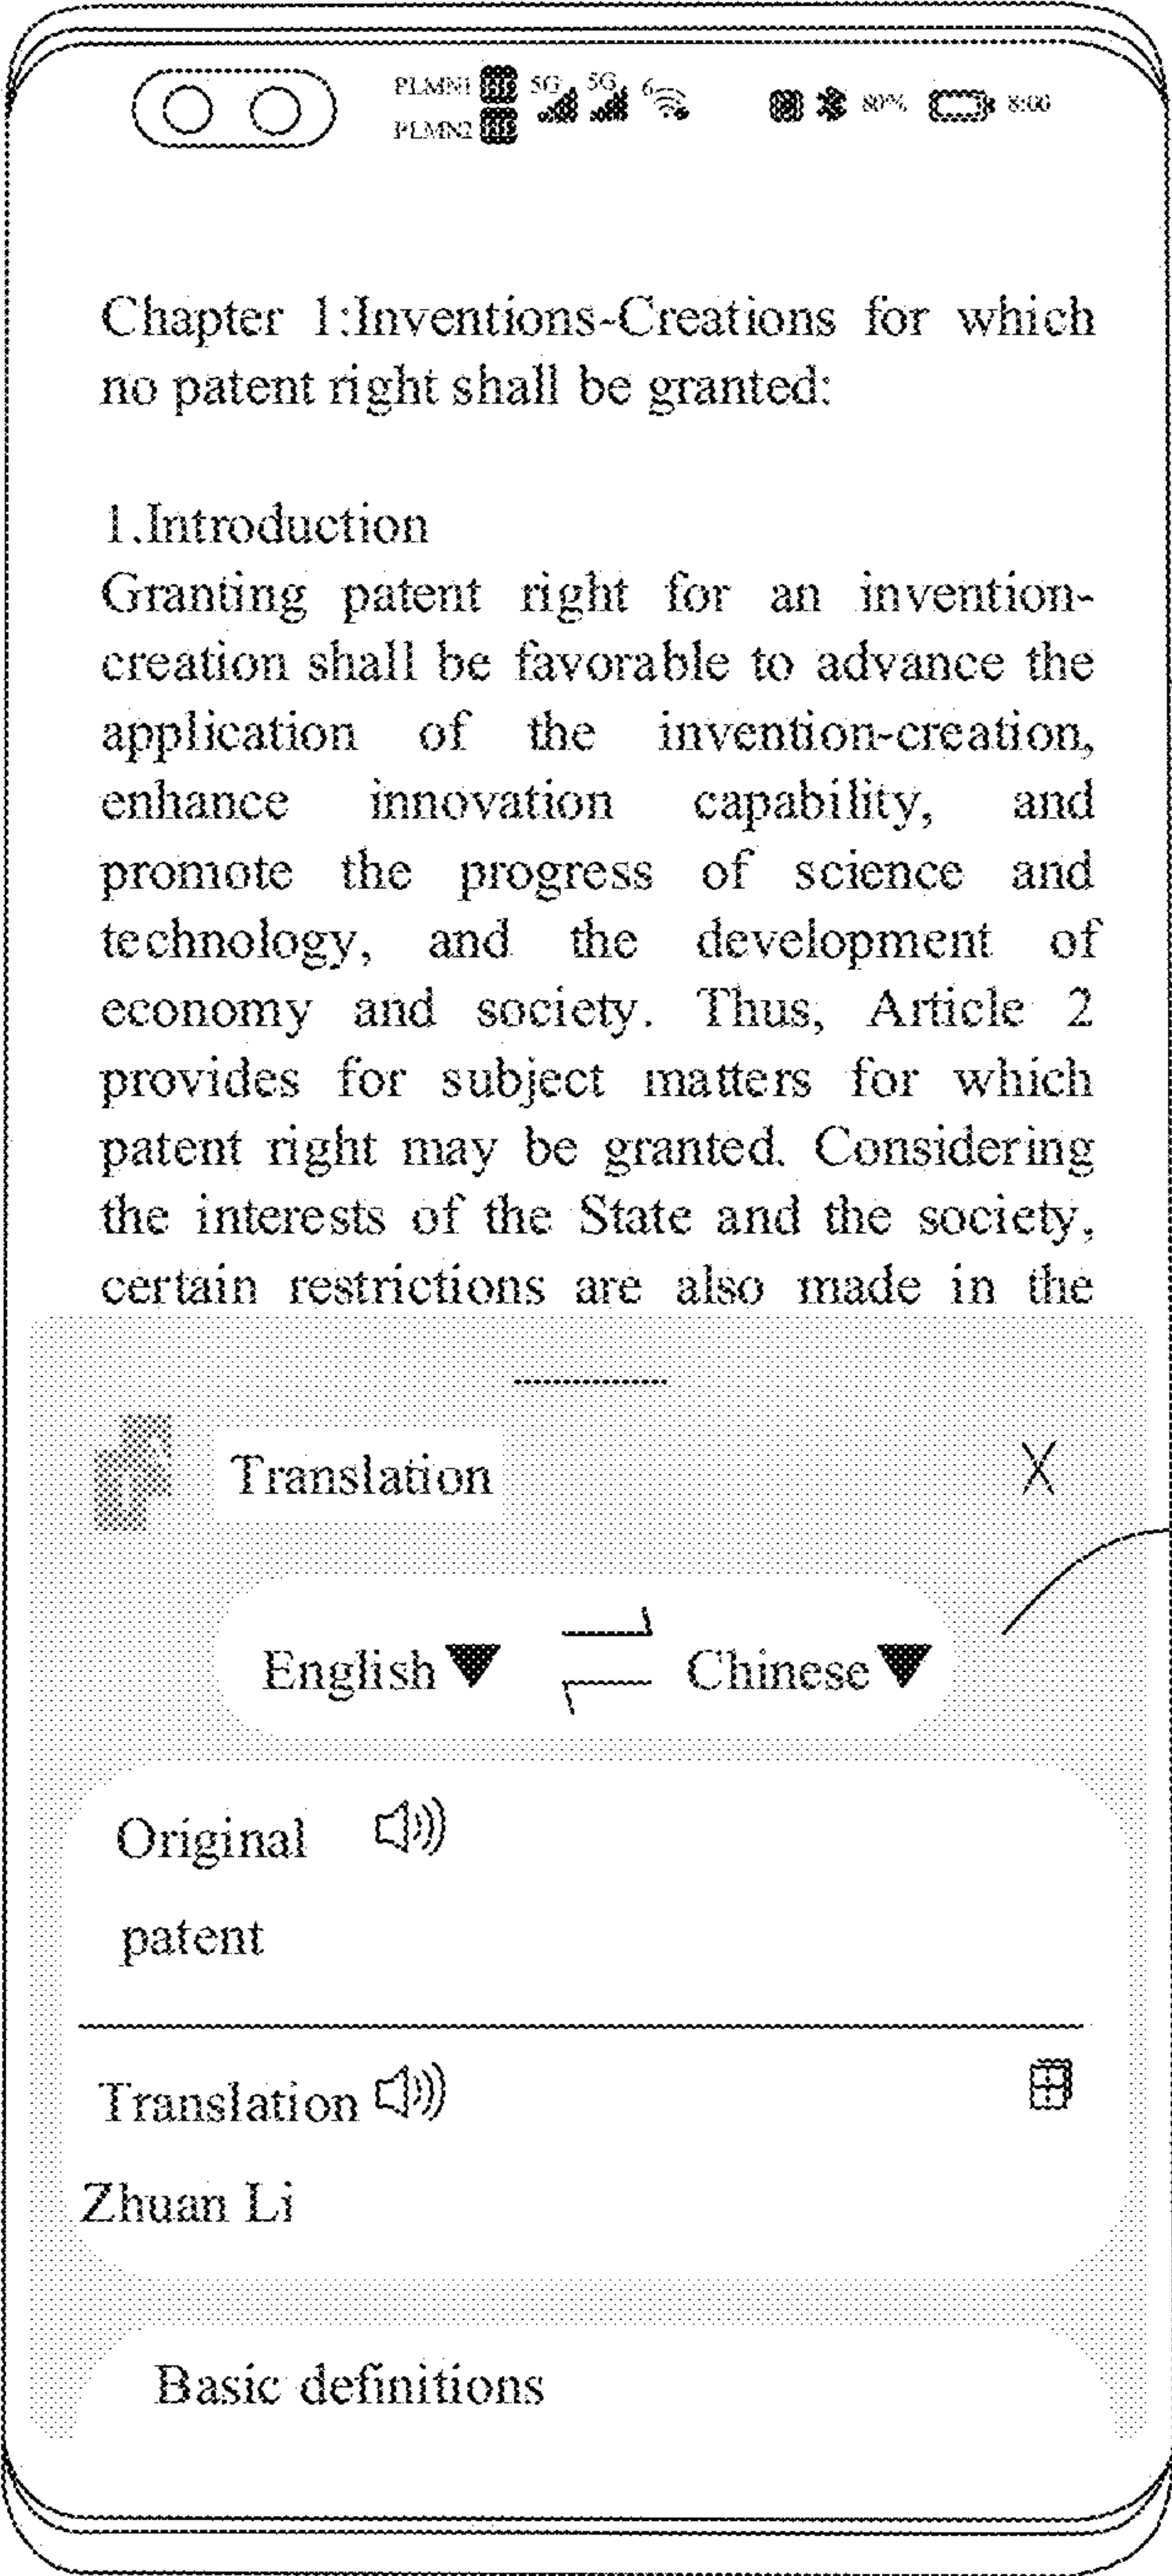 PLMN1 HD 5G 5G 6
PLMN2 HD
80% 8:00
Chapter 1:Inventions-Creations for which
no patent right shall be granted:
1.Introduction
Granting patent right for an invention-
creation shall be favorable to advance the
application of the invention-creation,
enhance innovation capability, and
promote the progress of science and
technology, and the development of
economy and society. Thus, Article 2
provides for subject matters for which
patent right may be granted. Considering
the interests of the State and the society,
certain restrictions are also made in the
Translation X
English Chinese
Original
patent
Translation
Zhuan Li
Basic definitions